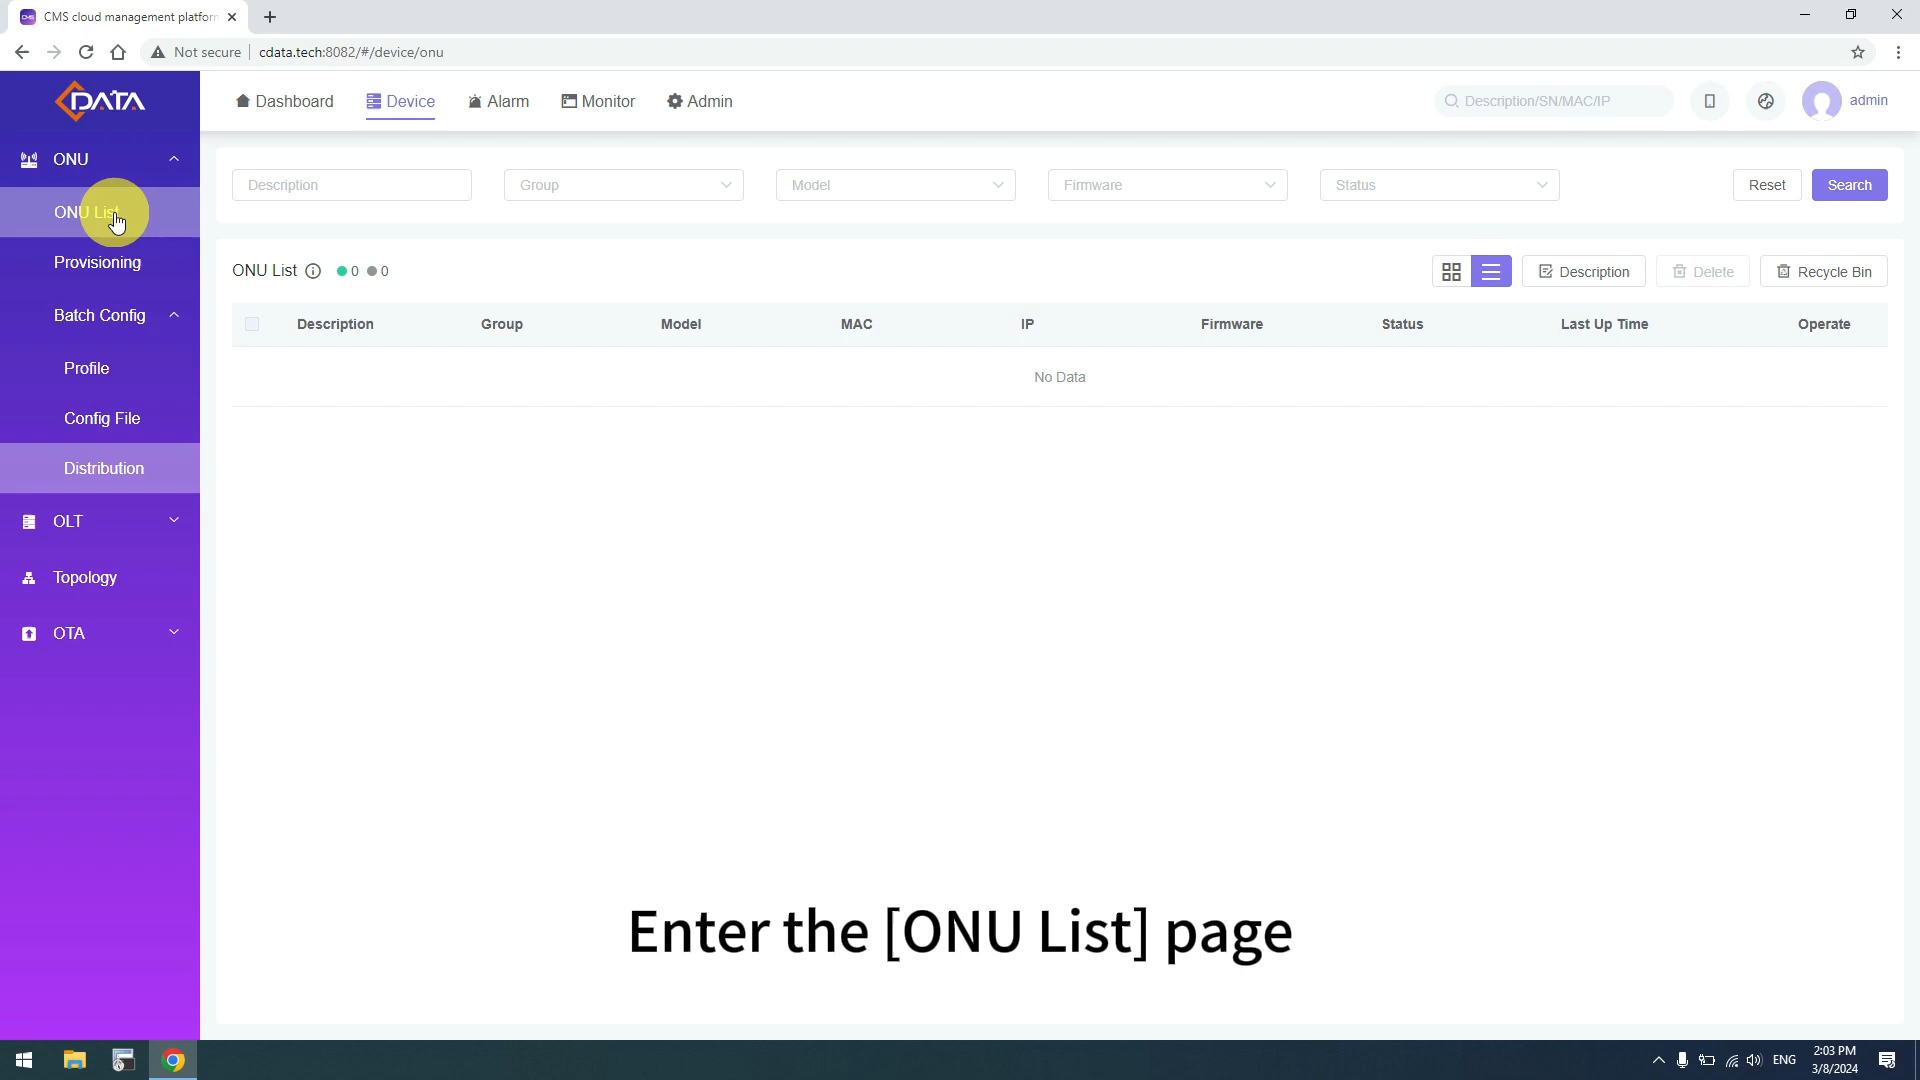 CMS cloud management platform
Not secure
cdata.tech:8082/#/device/onu
DATA
Dashboard
Device
Alarm
Monitor
Admin
Description/SN/MAC/IP
admin
ONU
ONU List
Provisioning
Batch Config
Profile
Config File
Distribution
OLT
Topology
OTA
Description
Group
Model
Firmware
Status
Reset
Search
ONU List
0
0
Description
Delete
Recycle Bin
Description
Group
Model
MAC
IP
Firmware
Status
Last Up Time
Operate
No Data
Enter the [ONU List] page
ENG
2:03 PM
3/8/2024